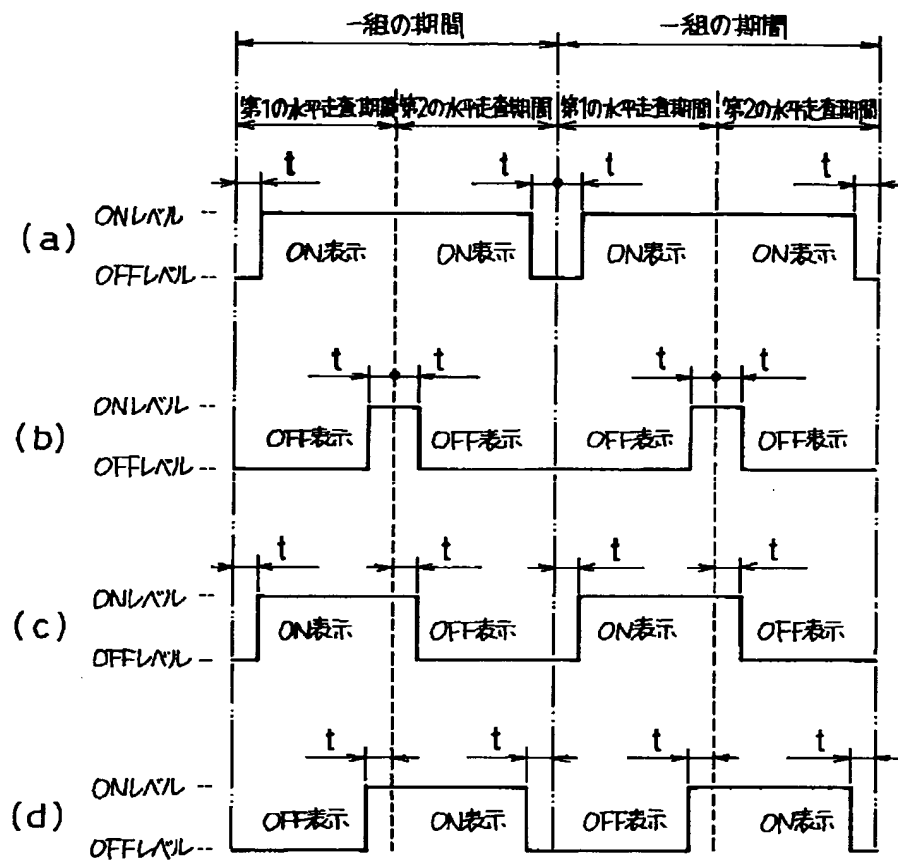 一組の期間 一組の期間
第1の水平走査期間 第2の水平走査期間 第1の水平走査期間 第2の水平走査期間
t t t t
(a) ONレベル
ON表示 ON表示 ON表示 ON表示
OFFレベル
t t t t
(b) ONレベル
OFF表示 OFF表示 OFF表示 OFF表示
OFFレベル
t t t t
(c) ONレベル
ON表示 OFF表示 ON表示 OFF表示
OFFレベル
t t t t
(d) ONレベル
OFF表示 ON表示 OFF表示 ON表示
OFFレベル